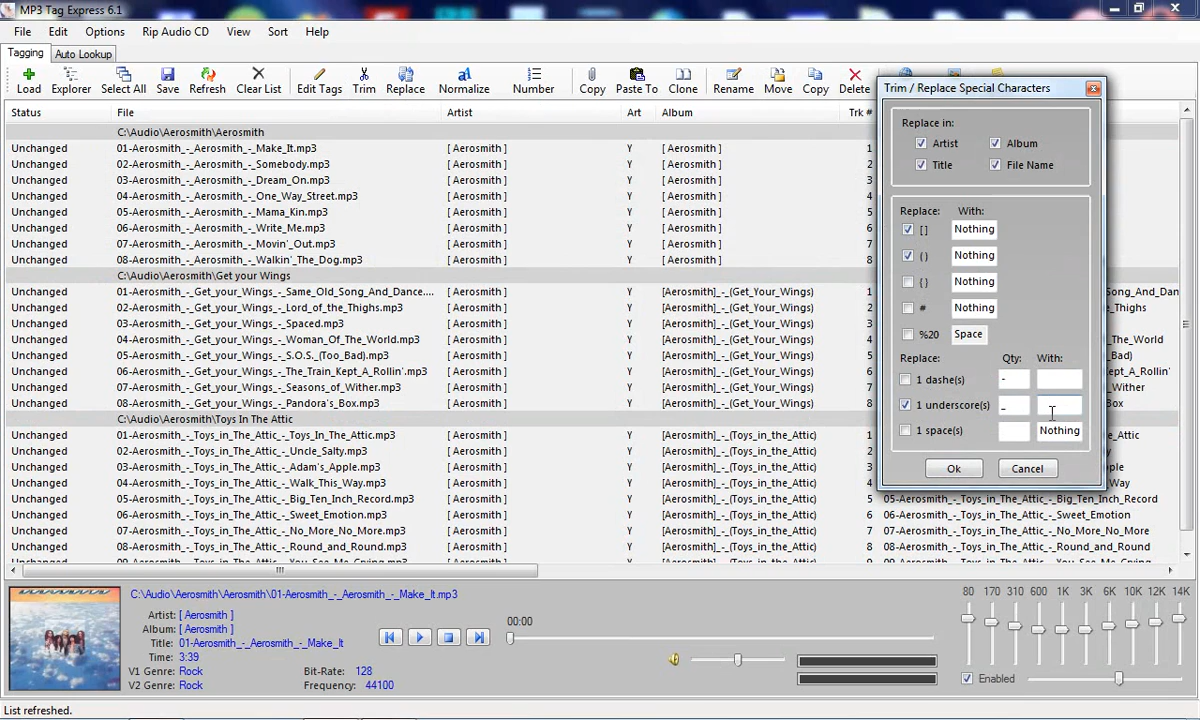 MP3 Tag Express 6.1
File Edit Options Rip Audio CD View Sort Help
Tagging Auto Lookup
Load Explorer Select All Save Refresh Clear List Edit Tags Trim Replace Normalize Number Copy Paste To Clone Rename Move Copy Delete
Status File Artist Art Album Trk #
C:\Audio\Aerosmith\Aerosmith
Unchanged 01-Aerosmith_-_Aerosmith_-_Make_It.mp3 [ Aerosmith ] Y [ Aerosmith ] 1
Unchanged 02-Aerosmith_-_Aerosmith_-_Somebody.mp3 [ Aerosmith ] Y [ Aerosmith ] 2
Unchanged 03-Aerosmith_-_Aerosmith_-_Dream_On.mp3 [ Aerosmith ] Y [ Aerosmith ] 3
Unchanged 04-Aerosmith_-_Aerosmith_-_One_Way_Street.mp3 [ Aerosmith ] Y [ Aerosmith ] 4
Unchanged 05-Aerosmith_-_Aerosmith_-_Mama_Kin.mp3 [ Aerosmith ] Y [ Aerosmith ] 5
Unchanged 06-Aerosmith_-_Aerosmith_-_Write_Me.mp3 [ Aerosmith ] Y [ Aerosmith ] 6
Unchanged 07-Aerosmith_-_Aerosmith_-_Movin'_Out.mp3 [ Aerosmith ] Y [ Aerosmith ] 7
Unchanged 08-Aerosmith_-_Aerosmith_-_Walkin'_The_Dog.mp3 [ Aerosmith ] Y [ Aerosmith ] 8
C:\Audio\Aerosmith\Get your Wings
Unchanged 01-Aerosmith_-_Get_your_Wings_-_Same_Old_Song_And_Dance.... [ Aerosmith ] Y [Aerosmith]_-_(Get_Your_Wings) 1 Song_And_Dan
Unchanged 02-Aerosmith_-_Get_your_Wings_-_Lord_of_the_Thighs.mp3 [ Aerosmith ] Y [Aerosmith]_-_(Get_Your_Wings) 2 e_Thighs
Unchanged 03-Aerosmith_-_Get_your_Wings_-_Spaced.mp3 [ Aerosmith ] Y [Aerosmith]_-_(Get_Your_Wings) 3
Unchanged 04-Aerosmith_-_Get_your_Wings_-_Woman_Of_The_World.mp3 [ Aerosmith ] Y [Aerosmith]_-_(Get_Your_Wings) 4 The_World
Unchanged 05-Aerosmith_-_Get_your_Wings_-_S.O.S._(Too_Bad).mp3 [ Aerosmith ] Y [Aerosmith]_-_(Get_Your_Wings) 5 _Bad)
Unchanged 06-Aerosmith_-_Get_your_Wings_-_The_Train_Kept_A_Rollin'.mp3 [ Aerosmith ] Y [Aerosmith]_-_(Get_Your_Wings) 6 ept_A_Rollin'
Unchanged 07-Aerosmith_-_Get_your_Wings_-_Seasons_of_Wither.mp3 [ Aerosmith ] Y [Aerosmith]_-_(Get_Your_Wings) 7 Wither
Unchanged 08-Aerosmith_-_Get_your_Wings_-_Pandora's_Box.mp3 [ Aerosmith ] Y [Aerosmith]_-_(Get_Your_Wings) 8 Box
C:\Audio\Aerosmith\Toys In The Attic
Unchanged 01-Aerosmith_-_Toys_in_The_Attic_-_Toys_In_The_Attic.mp3 [ Aerosmith ] Y [Aerosmith]_-_(Toys_in_the_Attic) 1 _Attic
Unchanged 02-Aerosmith_-_Toys_in_The_Attic_-_Uncle_Salty.mp3 [ Aerosmith ] Y [Aerosmith]_-_(Toys_in_the_Attic) 2
Unchanged 03-Aerosmith_-_Toys_in_The_Attic_-_Adam's_Apple.mp3 [ Aerosmith ] Y [Aerosmith]_-_(Toys_in_the_Attic) 3
Unchanged 04-Aerosmith_-_Toys_in_The_Attic_-_Walk_This_Way.mp3 [ Aerosmith ] Y [Aerosmith]_-_(Toys_in_the_Attic) 4 _Way
Unchanged 05-Aerosmith_-_Toys_in_The_Attic_-_Big_Ten_Inch_Record.mp3 [ Aerosmith ] Y [Aerosmith]_-_(Toys_in_the_Attic) 5 05-Aerosmith_-_Toys_in_The_Attic_-_Big_Ten_Inch_Record
Unchanged 06-Aerosmith_-_Toys_in_The_Attic_-_Sweet_Emotion.mp3 [ Aerosmith ] Y [Aerosmith]_-_(Toys_in_the_Attic) 6 06-Aerosmith_-_Toys_in_The_Attic_-_Sweet_Emotion
Unchanged 07-Aerosmith_-_Toys_in_The_Attic_-_No_More_No_More.mp3 [ Aerosmith ] Y [Aerosmith]_-_(Toys_in_the_Attic) 7 07-Aerosmith_-_Toys_in_The_Attic_-_No_More_No_More
Unchanged 08-Aerosmith_-_Toys_in_The_Attic_-_Round_and_Round.mp3 [ Aerosmith ] Y [Aerosmith]_-_(Toys_in_the_Attic) 8 08-Aerosmith_-_Toys_in_The_Attic_-_Round_and_Round
Trim / Replace Special Characters
Replace in:
Artist Album
Title File Name
Replace: With:
[] Nothing
() Nothing
{} Nothing
# Nothing
%20 Space
Replace: Qty: With:
1 dashe(s) -
1 underscore(s) _
1 space(s) Nothing
Ok Cancel
C:\Audio\Aerosmith\Aerosmith\01-Aerosmith_-_Aerosmith_-_Make_It.mp3
Artist: [ Aerosmith ]
Album: [ Aerosmith ]
Title: 01-Aerosmith_-_Aerosmith_-_Make_It
Time: 3:39
V1 Genre: Rock Bit-Rate: 128
V2 Genre: Rock Frequency: 44100
00:00
80 170 310 600 1K 3K 6K 10K 12K 14K
Enabled
List refreshed.